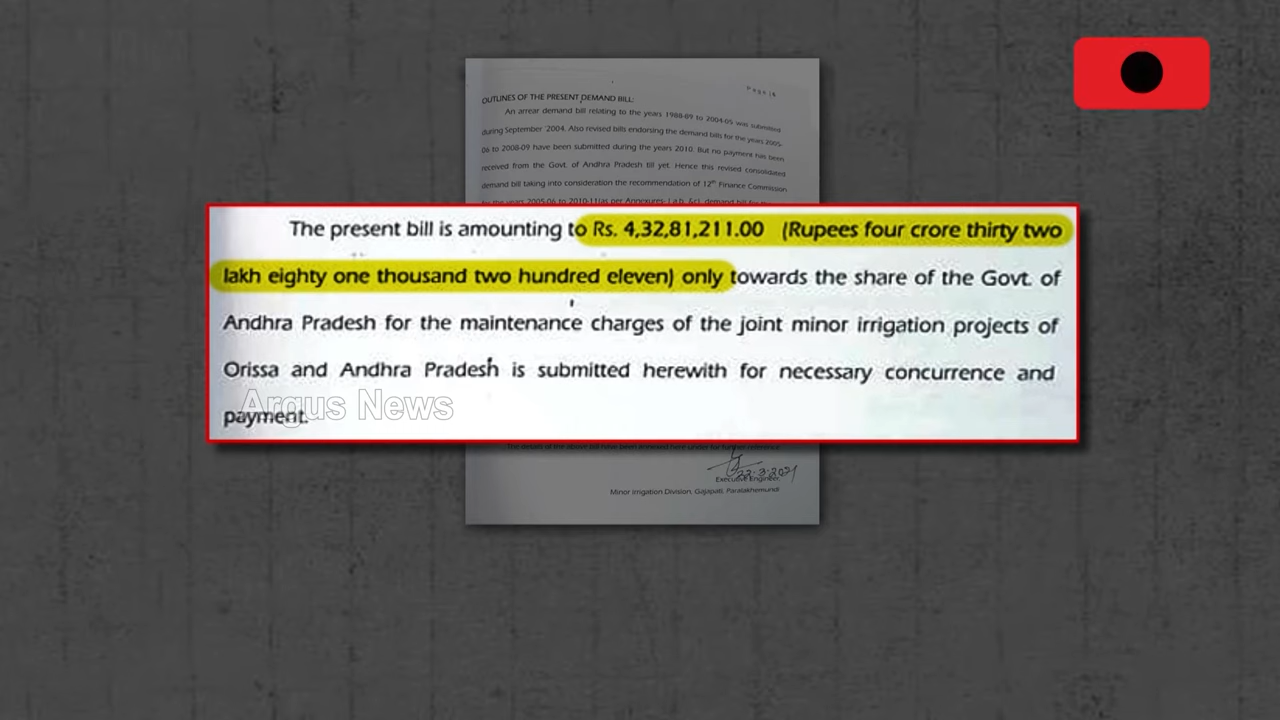 Page | 6
OUTLINES OF THE PRESENT DEMAND BILL:
An arrear demand bill relating to the years 1988-89 to 2004-05 was submitted
during September '2004. Also revised bills endorsing the demand bills for the years 2005-
06 to 2008-09 have been submitted during the years 2010. But no payment has been
received from the Govt. of Andhra Pradesh till yet. Hence this revised consolidated
demand bill taking into consideration the recommendation of 12th Finance Commission
The present bill is amounting to Rs. 4,32,81,211.00 (Rupees four crore thirty two
lakh eighty one thousand two hundred eleven) only towards the share of the Govt. of
Andhra Pradesh for the maintenance charges of the joint minor irrigation projects of
Orissa and Andhra Pradesh is submitted herewith for necessary concurrence and
payment.
Argus News
22-3-2021
Executive Engineer,
Minor Irrigation Division, Gajapati, Paralakhemundi